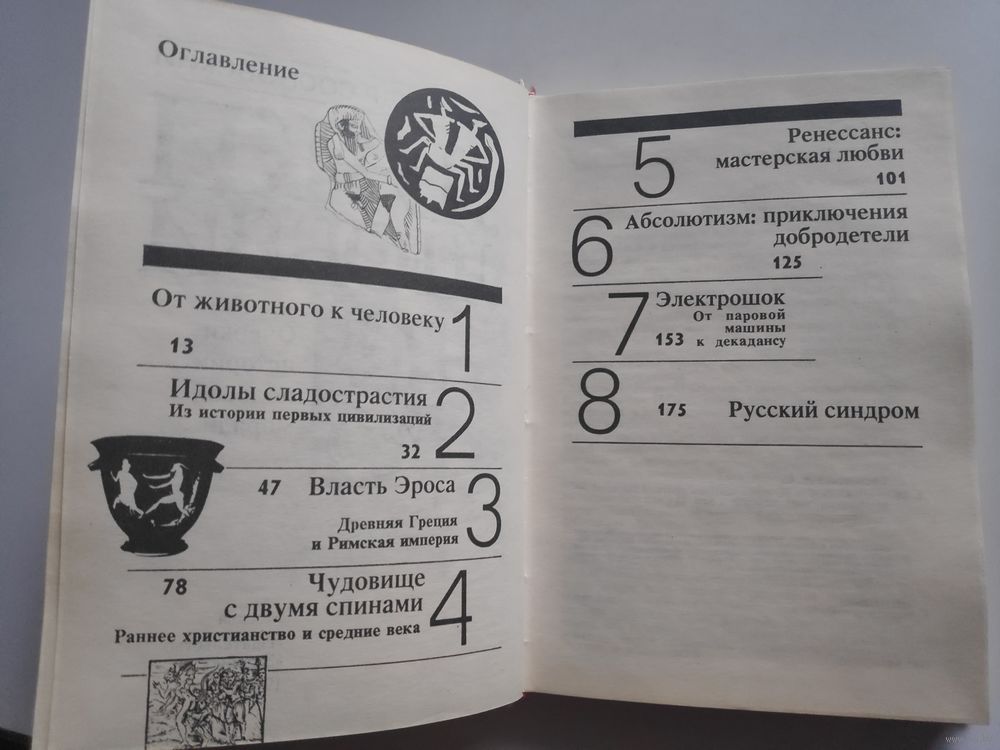 Оглавление
От животного к человеку
1
13
Идолы сладострастия
Из истории первых цивилизаций
2
32
47 Власть Эроса
3
Древняя Греция
и Римская империя
78 Чудовище
с двумя спинами
4
Раннее христианство и средние века
5
Ренессанс:
мастерская любви
101
6
Абсолютизм: приключения
добродетели
125
7
Электрошок
От паровой
машины
153 к декадансу
8
175 Русский синдром